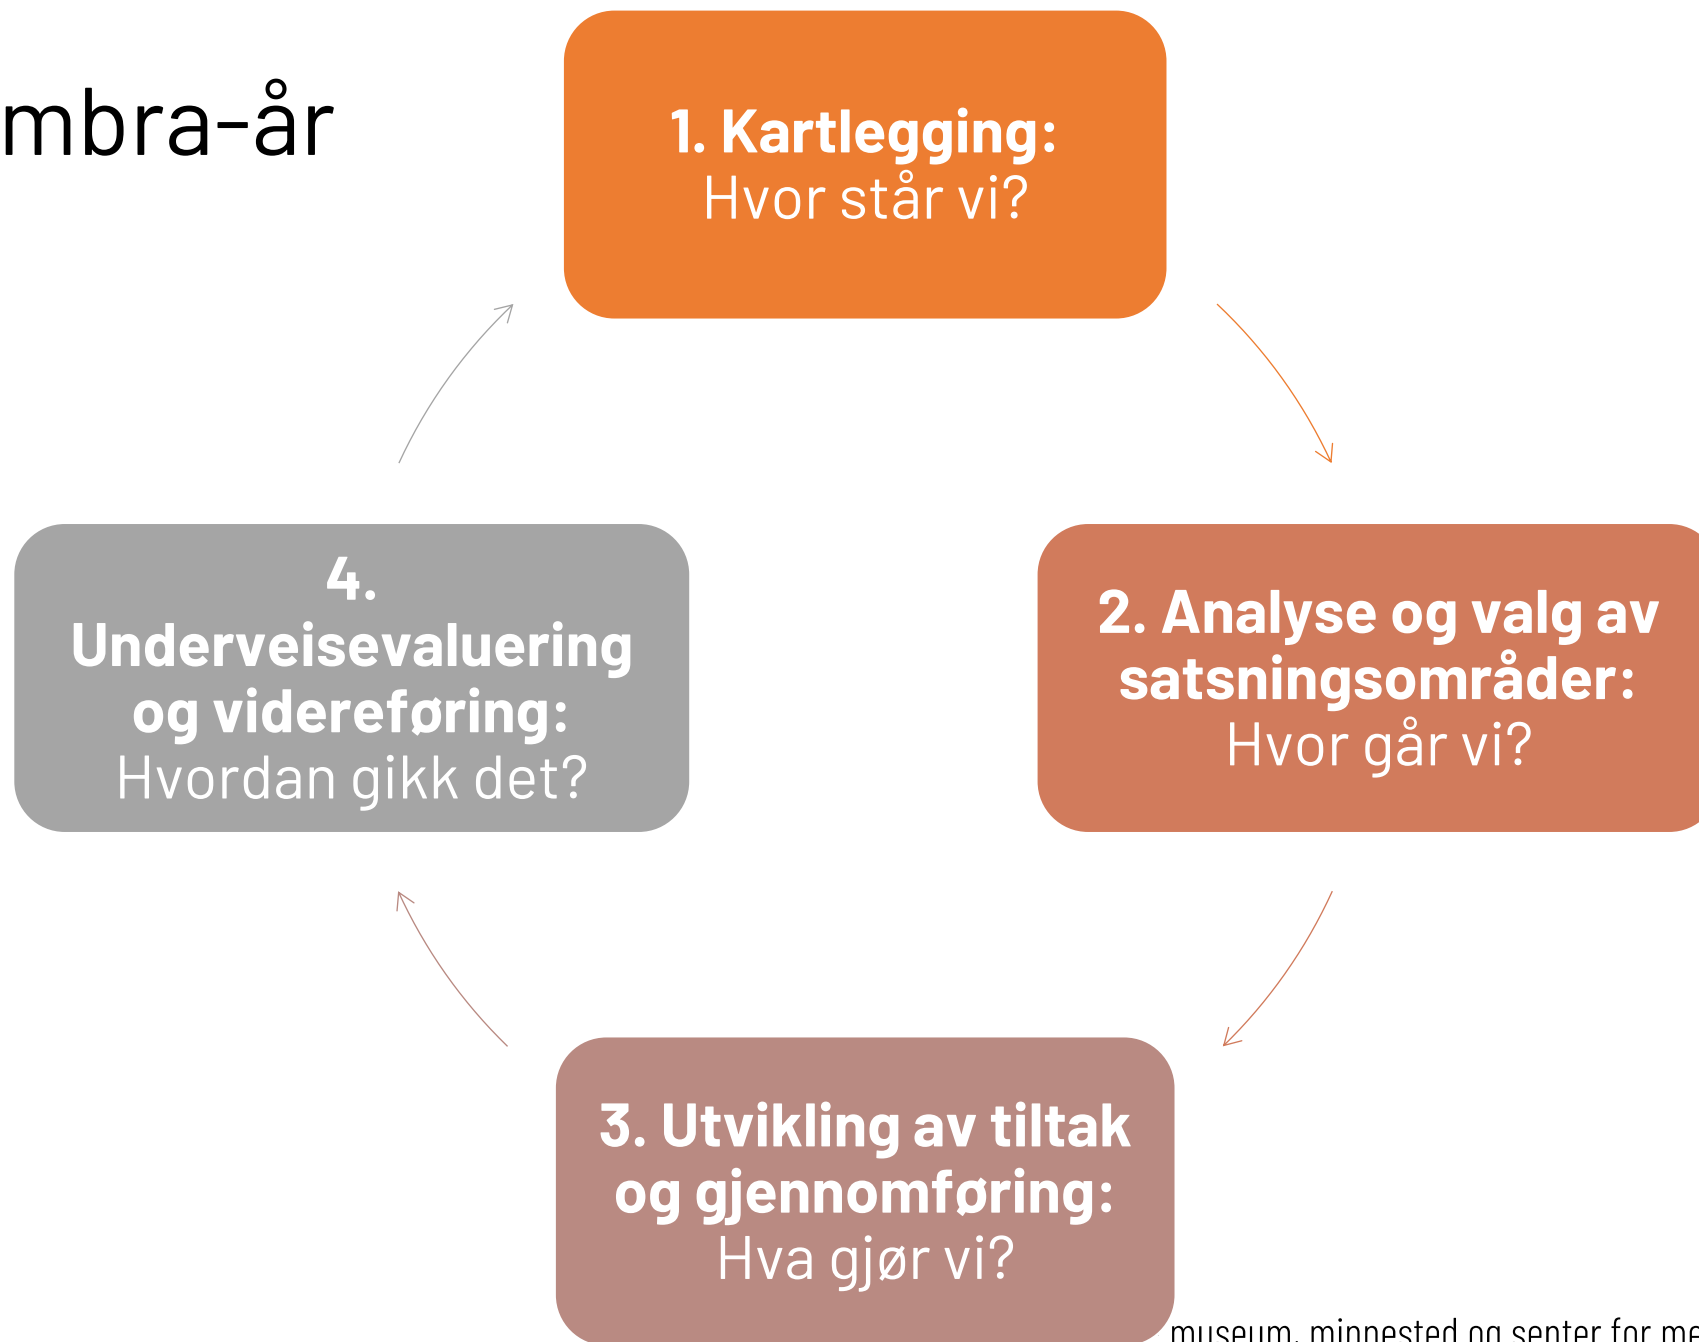 mbra-år
1. Kartlegging:
Hvor står vi?
2. Analyse og valg av
satsningsområder:
Hvor går vi?
3. Utvikling av tiltak
og gjennomføring:
Hva gjør vi?
4.
Underveisevaluering
og videreføring:
Hvordan gikk det?
museum, minnested og senter for me